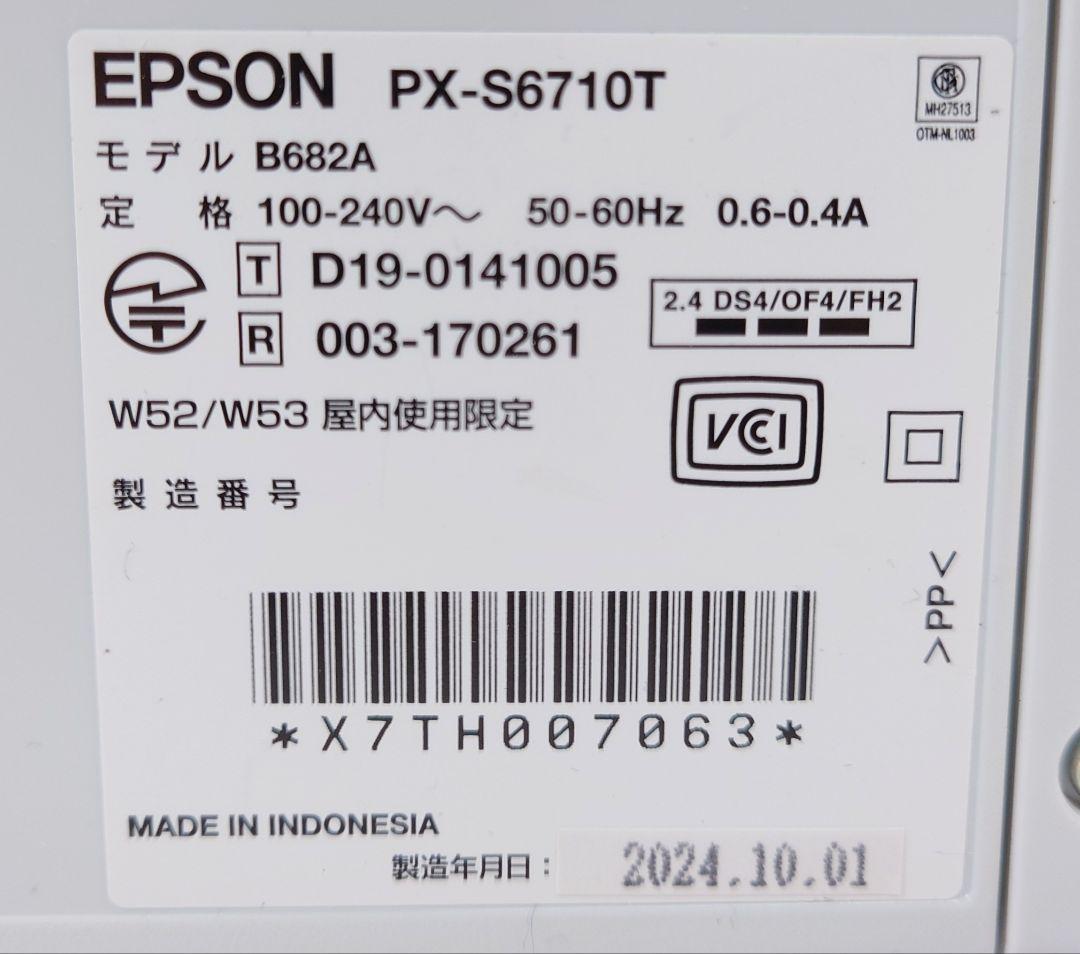 EPSON PX-S6710T
MH27513
OTM-NL1003
モデル B682A
定格 100-240V～ 50-60Hz 0.6-0.4A
T D19-0141005
R 003-170261
2.4 DS4/OF4/FH2
W52/W53 屋内使用限定
VCCI
製造番号
>PP<
*X7TH007063*
MADE IN INDONESIA
製造年月日：2024.10.01